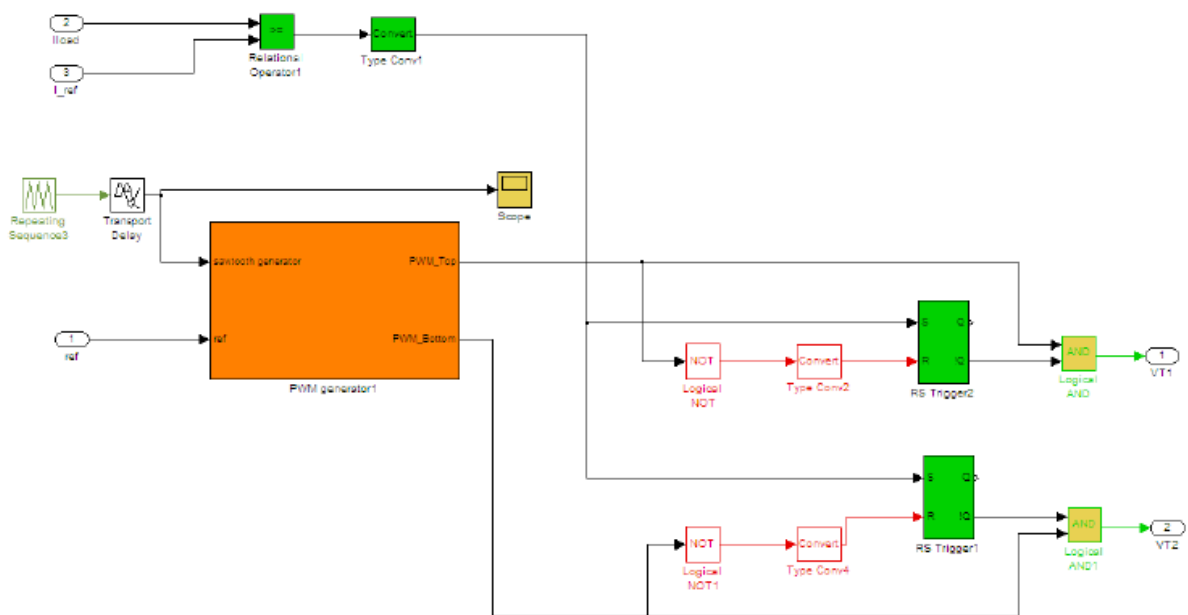 2
Iload
3
I_ref
>=
Relations
Operator1
Convert
Type Conv1
Repeating
Sequence3
Transport
Delay
Scope
sawtooth generator
PWM_Top
1
ref
ref
PWM_Bottom
PWM generator1
NOT
Logical
NOT
Convert
Type Conv2
S
Q
R
!Q
RS Trigger2
AND
Logical
AND
1
VT1
NOT
Logical
NOT1
Convert
Type Conv4
S
Q
R
!Q
RS Trigger1
AND
Logical
AND1
2
VT2